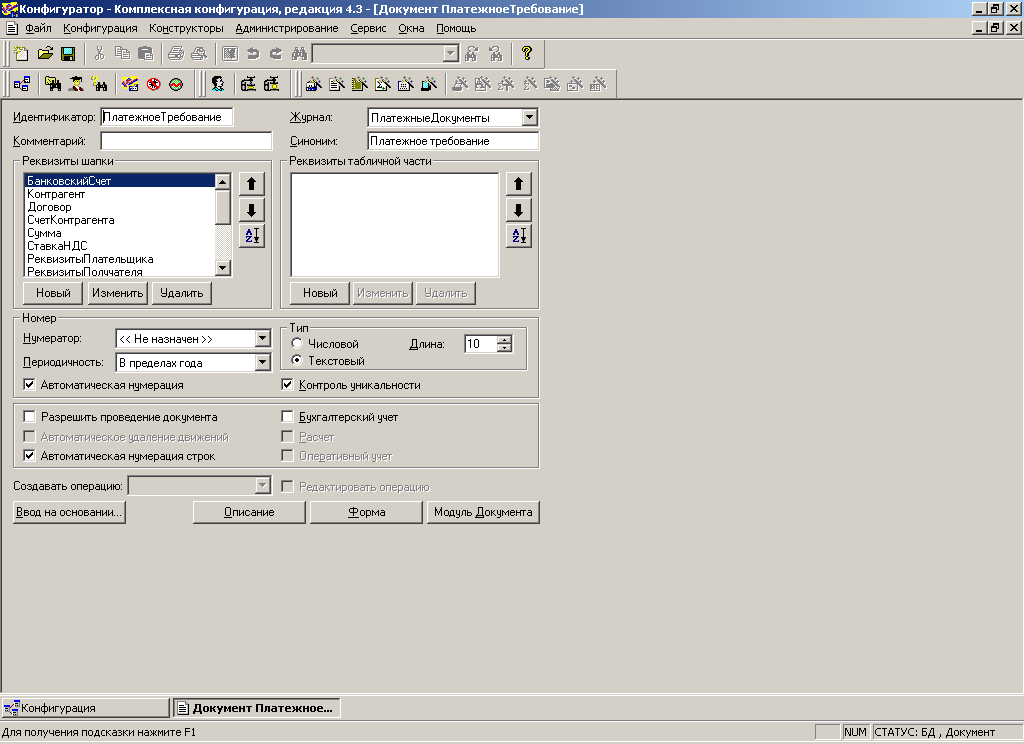 Конфигуратор - Комплексная конфигурация, редакция 4.3 - [Документ ПлатежноеТребование]
Файл Конфигурация Конструкторы Администрирование Сервис Окна Помощь
Идентификатор: ПлатежноеТребование Журнал: ПлатежныеДокументы
Комментарий: Синоним: Платежное требование
Реквизиты шапки Реквизиты табличной части
БанковскийСчет
Контрагент
Договор
СчетКонтрагента
Сумма
СтавкаНДС
РеквизитыПлательщика
РеквизитыПолчателя
Новый Изменить Удалить Новый Изменить Удалить
Номер
Тип
Нумератор: << Не назначен >> Числовой Длина: 10
Периодичность: В пределах года Текстовый
Автоматическая нумерация Контроль уникальности
Разрешить проведение документа Бухгалтерский учет
Автоматическое удаление движений Расчет
Автоматическая нумерация строк Оперативный учет
Создавать операцию: Редактировать операцию
Ввод на основании... Описание Форма Модуль Документа
Конфигурация Документ Платежное...
Для получения подсказки нажмите F1 NUM СТАТУС: БД , Документ